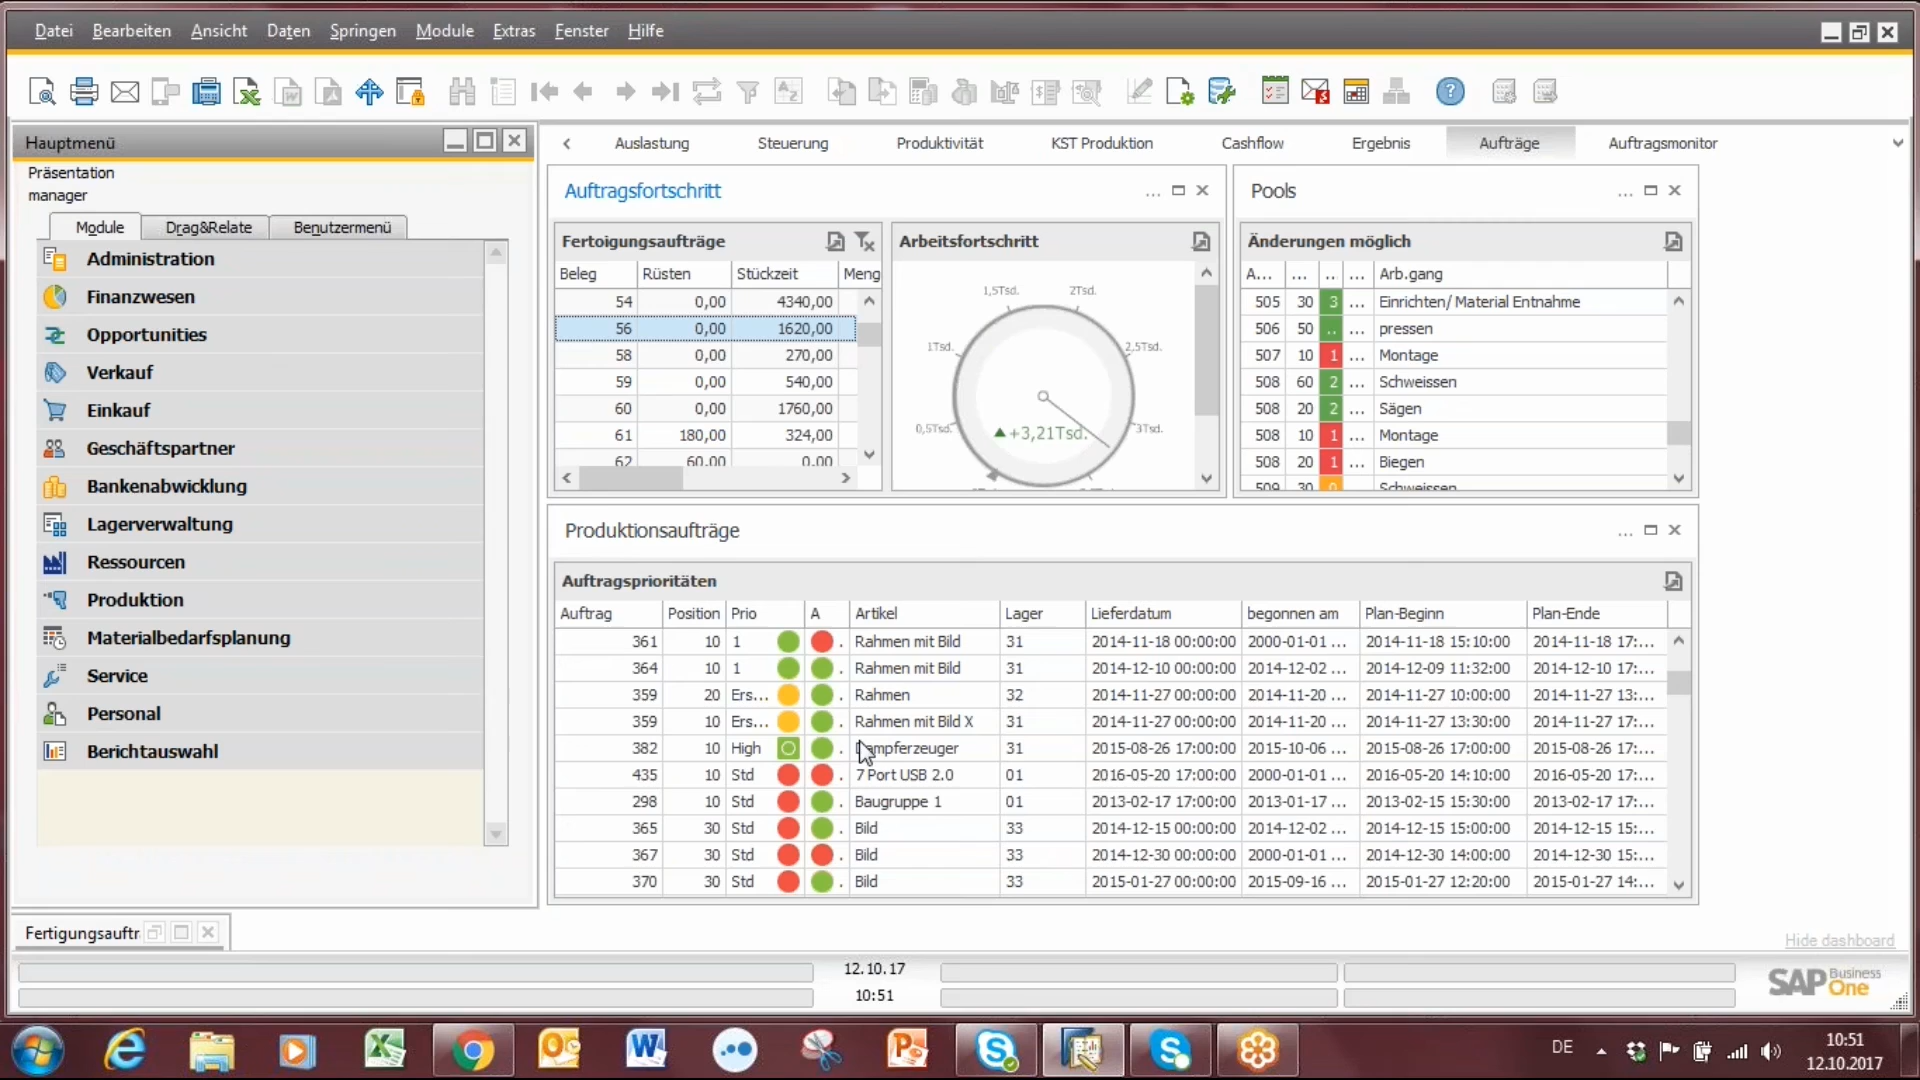 Datei Bearbeiten Ansicht Daten Springen Module Extras Fenster Hilfe
Hauptmenü
Präsentation
manager
Module Drag&Relate Benutzermenü
Administration
Finanzwesen
Opportunities
Verkauf
Einkauf
Geschäftspartner
Bankenabwicklung
Lagerverwaltung
Ressourcen
Produktion
Materialbedarfsplanung
Service
Personal
Berichtauswahl
Auslastung Steuerung Produktivität KST Produktion Cashflow Ergebnis Aufträge Auftragsmonitor
Auftragsfortschritt ...
Fertoigungsaufträge
Beleg Rüsten Stückzeit Meng
54 0,00 4340,00
56 0,00 1620,00
58 0,00 270,00
59 0,00 540,00
60 0,00 1760,00
61 180,00 324,00
62 60,00 0,00
Arbeitsfortschritt
1,5Tsd. 2Tsd.
1Tsd. 2,5Tsd.
0,5Tsd. +3,21Tsd. 3Tsd.
Pools ...
Änderungen möglich
A... ... .. ... Arb.gang
505 30 3 ... Einrichten/ Material Entnahme
506 50 .. ... pressen
507 10 1 ... Montage
508 60 2 ... Schweissen
508 20 2 ... Sägen
508 10 1 ... Montage
508 20 1 ... Biegen
509 30 0 ... Schweissen
Produktionsaufträge ...
Auftragsprioritäten
Auftrag Position Prio A Artikel Lager Lieferdatum begonnen am Plan-Beginn Plan-Ende
361 10 1 . Rahmen mit Bild 31 2014-11-18 00:00:00 2000-01-01 ... 2014-11-18 15:10:00 2014-11-18 17:...
364 10 1 . Rahmen mit Bild 31 2014-12-10 00:00:00 2014-12-02 ... 2014-12-09 11:32:00 2014-12-10 17:...
359 20 Ers... . Rahmen 32 2014-11-27 00:00:00 2014-11-20 ... 2014-11-27 10:00:00 2014-11-27 13:...
359 10 Ers... . Rahmen mit Bild X 31 2014-11-27 00:00:00 2014-11-20 ... 2014-11-27 13:30:00 2014-11-27 17:...
382 10 High . Dampferzeuger 31 2015-08-26 17:00:00 2015-10-06 ... 2015-08-26 17:00:00 2015-08-26 17:...
435 10 Std . 7 Port USB 2.0 01 2016-05-20 17:00:00 2000-01-01 ... 2016-05-20 14:10:00 2016-05-20 17:...
298 10 Std . Baugruppe 1 01 2013-02-17 17:00:00 2013-01-17 ... 2013-02-15 15:30:00 2013-02-17 17:...
365 30 Std . Bild 33 2014-12-15 00:00:00 2014-12-02 ... 2014-12-15 15:00:00 2014-12-15 15:...
367 30 Std . Bild 33 2014-12-30 00:00:00 2000-01-01 ... 2014-12-30 14:00:00 2014-12-30 15:...
370 30 Std . Bild 33 2015-01-27 00:00:00 2015-09-16 ... 2015-01-27 12:20:00 2015-01-27 14:...
Fertigungsauftr
Hide dashboard
12.10.17
10:51
SAP Business One
DE
10:51
12.10.2017